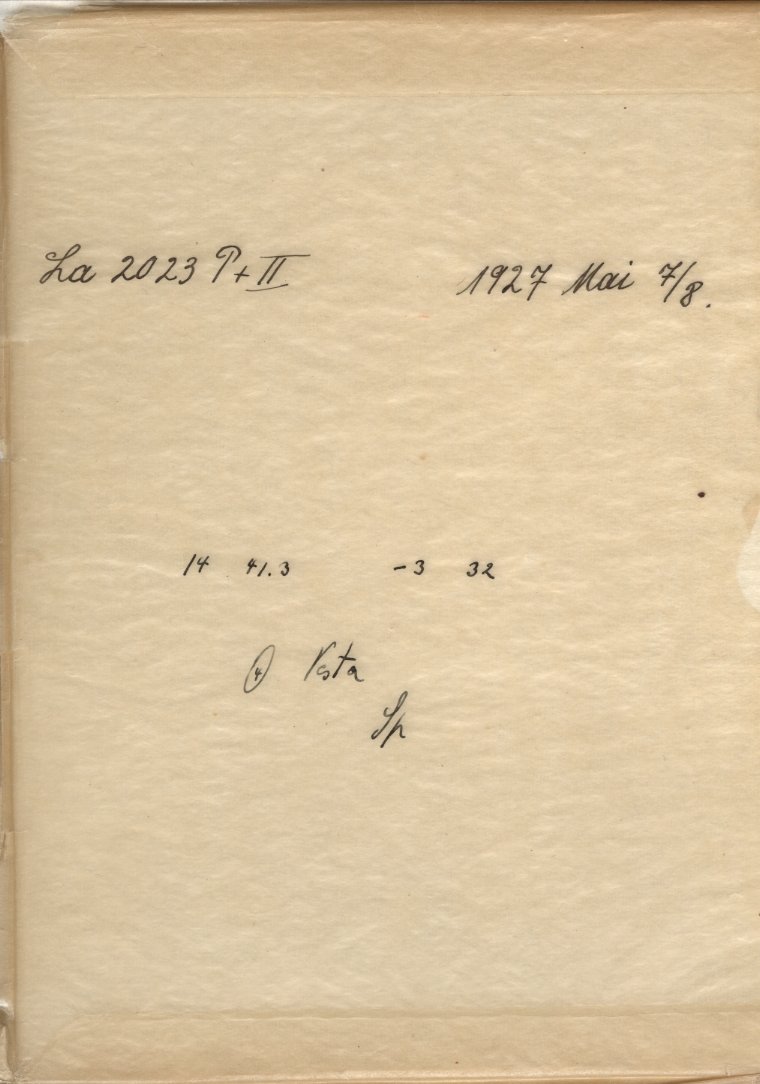 La 2023 P+II 1927 Mai 7/8.
14 41.3 -3 32
④ Vesta
Sp